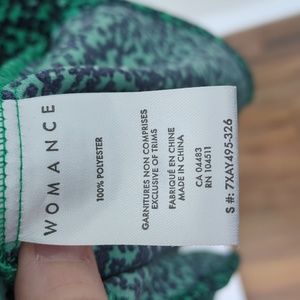 WOMANCE
100% POLYESTER
GARNITURES NON COMPRISES
EXCLUSIVE OF TRIMS
FABRIQUÉ EN CHINE
MADE IN CHINA
CA 04483
RN 104511
S #: 7XAY495-326